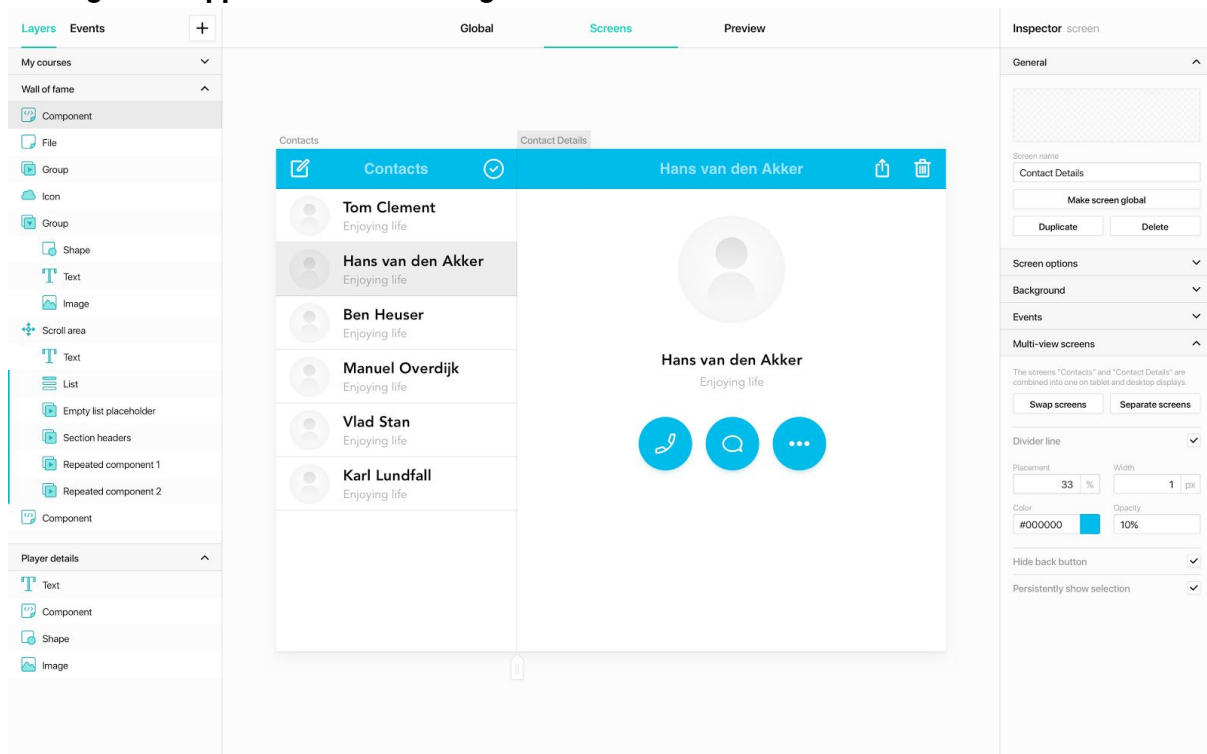 Layers Events +
Global Screens Preview
Inspector screen
My courses
Wall of fame
Component
File
Group
Icon
Group
Shape
Text
Image
Scroll area
Text
List
Empty list placeholder
Section headers
Repeated component 1
Repeated component 2
Component
Player details
Text
Component
Shape
Image
Contacts
Contact Details
Contacts
Hans van den Akker
Tom Clement
Enjoying life
Hans van den Akker
Enjoying life
Ben Heuser
Enjoying life
Manuel Overdijk
Enjoying life
Vlad Stan
Enjoying life
Karl Lundfall
Enjoying life
Hans van den Akker
Enjoying life
General
Screen name
Contact Details
Make screen global
Duplicate Delete
Screen options
Background
Events
Multi-view screens
The screens "Contacts" and "Contact Details" are
combined into one on tablet and desktop displays.
Swap screens Separate screens
Divider line
Placement Width
33 % 1 px
Color Opacity
#000000 10%
Hide back button
Persistently show selection